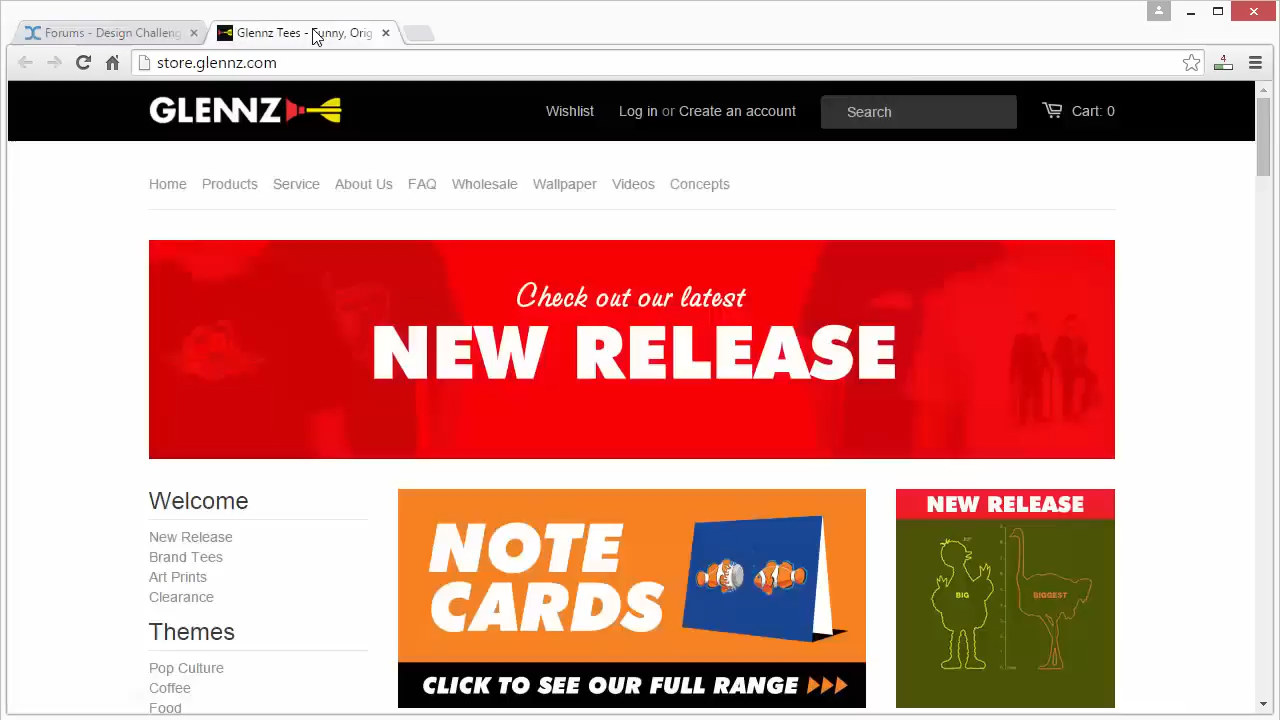 Forums - Design Challeng
Glennz Tees - Funny, Orig
store.glennz.com
4
GLENNZ
Wishlist
Log in or Create an account
Search
Cart: 0
Home Products Service About Us FAQ Wholesale Wallpaper Videos Concepts
Check out our latest
NEW RELEASE
Welcome
New Release
Brand Tees
Art Prints
Clearance
Themes
Pop Culture
Coffee
Food
NOTE
CARDS
CLICK TO SEE OUR FULL RANGE
NEW RELEASE
BIG
BIGGEST